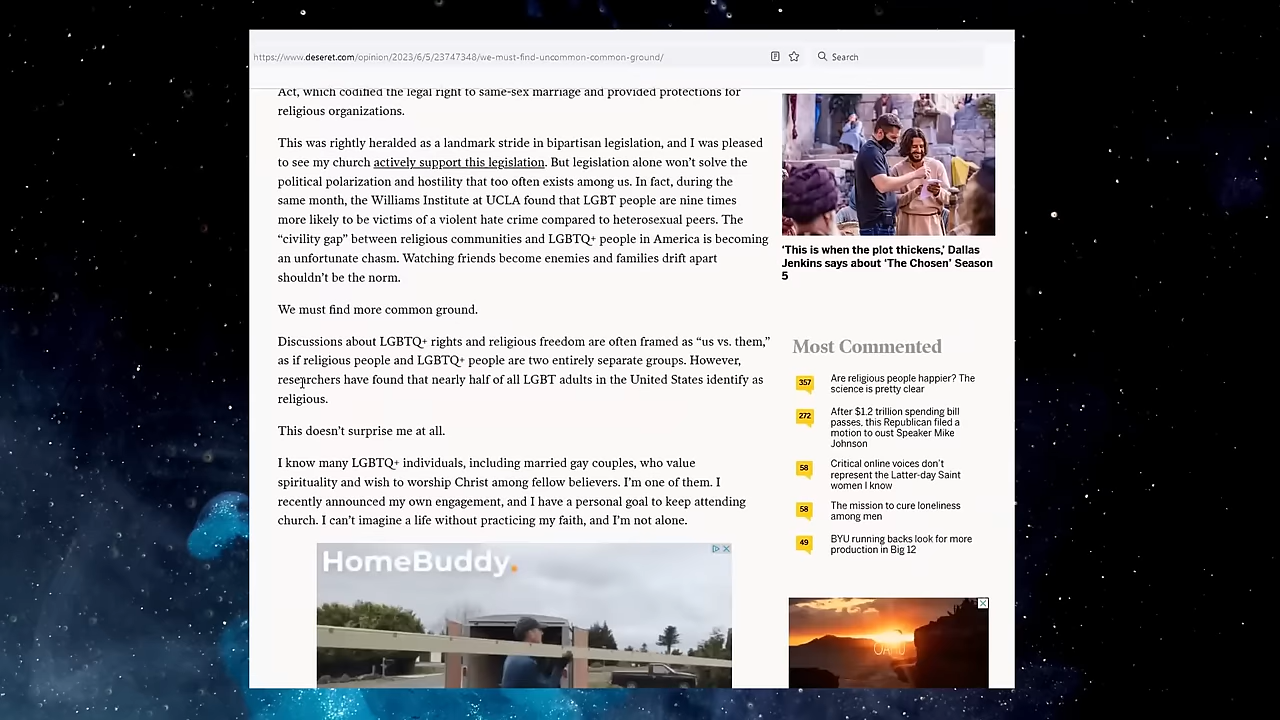 https://www.deseret.com/opinion/2023/6/5/23747348/we-must-find-uncommon-common-ground/
Search
Act, which codified the legal right to same-sex marriage and provided protections for
religious organizations.
This was rightly heralded as a landmark stride in bipartisan legislation, and I was pleased
to see my church actively support this legislation. But legislation alone won’t solve the
political polarization and hostility that too often exists among us. In fact, during the
same month, the Williams Institute at UCLA found that LGBT people are nine times
more likely to be victims of a violent hate crime compared to heterosexual peers. The
“civility gap” between religious communities and LGBTQ+ people in America is becoming
an unfortunate chasm. Watching friends become enemies and families drift apart
shouldn’t be the norm.
We must find more common ground.
Discussions about LGBTQ+ rights and religious freedom are often framed as “us vs. them,”
as if religious people and LGBTQ+ people are two entirely separate groups. However,
researchers have found that nearly half of all LGBT adults in the United States identify as
religious.
This doesn’t surprise me at all.
I know many LGBTQ+ individuals, including married gay couples, who value
spirituality and wish to worship Christ among fellow believers. I’m one of them. I
recently announced my own engagement, and I have a personal goal to keep attending
church. I can’t imagine a life without practicing my faith, and I’m not alone.
HomeBuddy.
‘This is when the plot thickens,’ Dallas
Jenkins says about ‘The Chosen’ Season
5
Most Commented
357
Are religious people happier? The
science is pretty clear
272
After $1.2 trillion spending bill
passes, this Republican filed a
motion to oust Speaker Mike
Johnson
58
Critical online voices don’t
represent the Latter-day Saint
women I know
58
The mission to cure loneliness
among men
49
BYU running backs look for more
production in Big 12